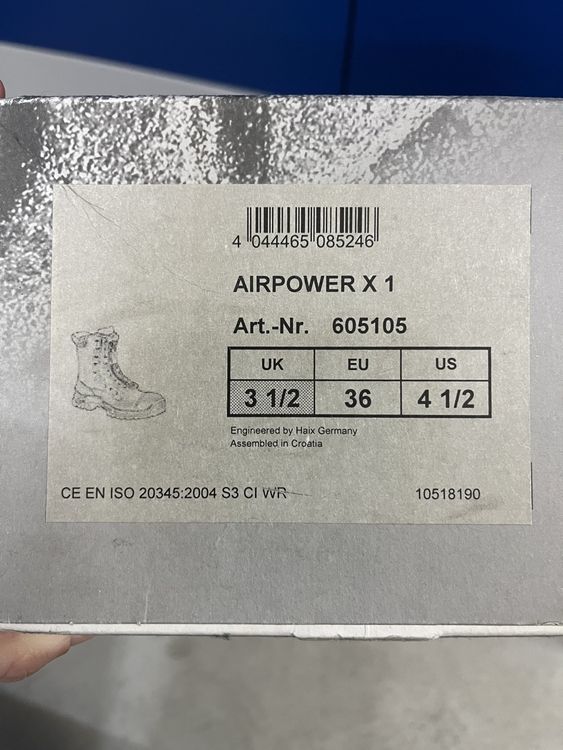 4 044465 085246
AIRPOWER X 1
Art.-Nr. 605105
UK EU US
3 1/2 36 4 1/2
Engineered by Haix Germany
Assembled in Croatia
CE EN ISO 20345:2004 S3 CI WR 10518190